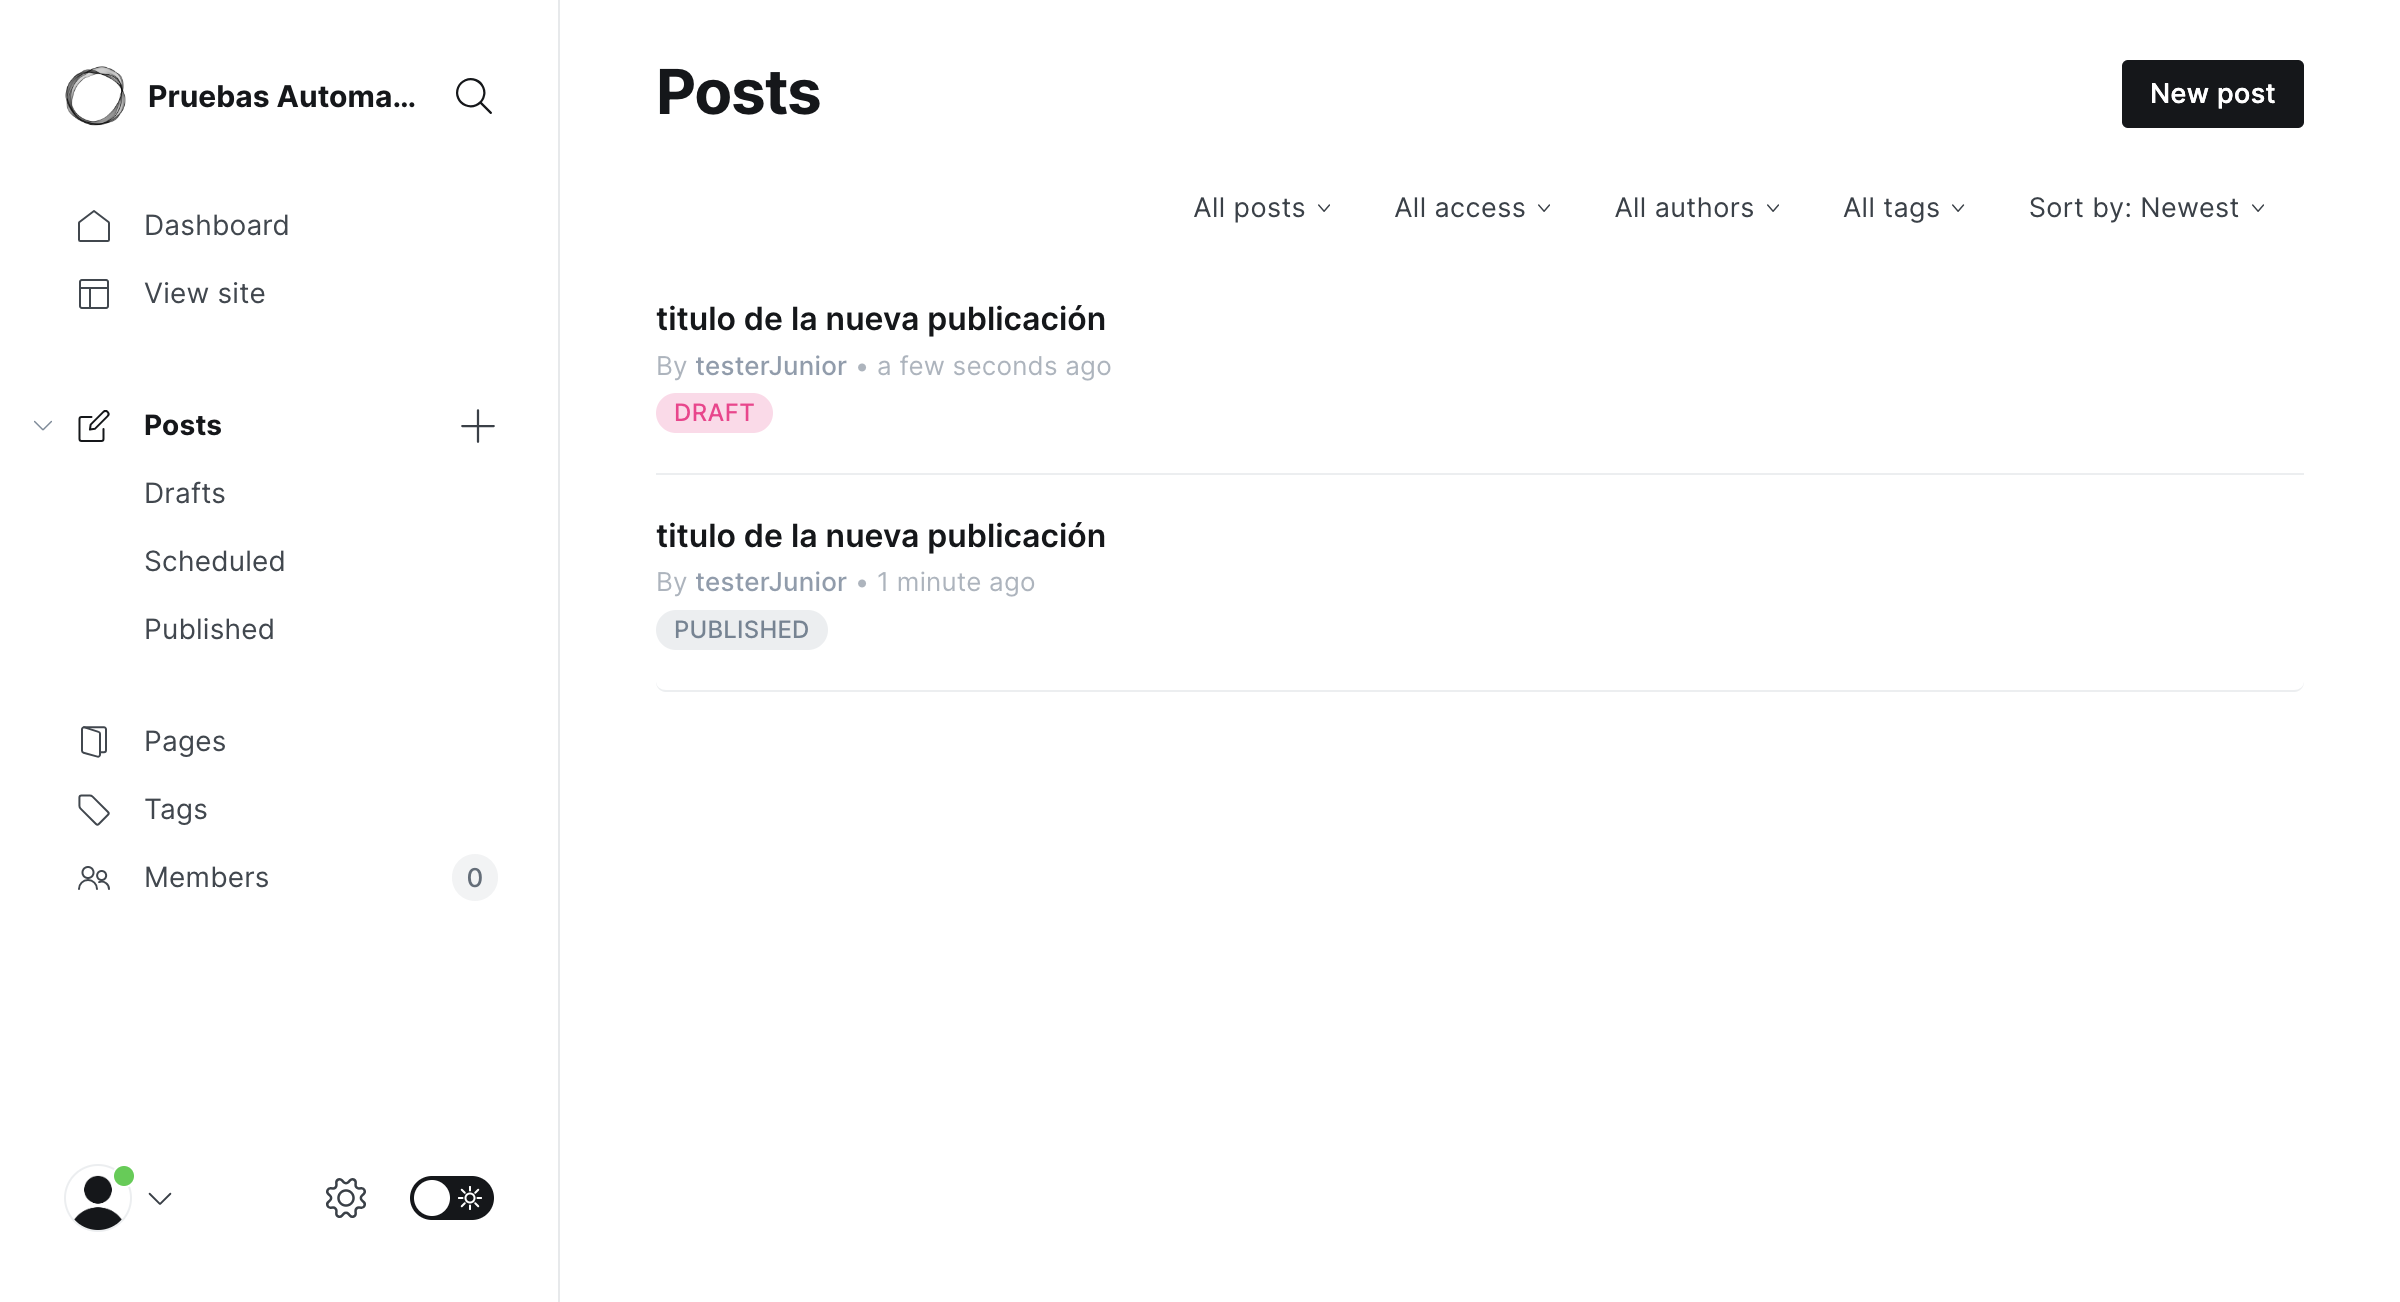 Pruebas Automa...
Dashboard
View site
Posts
Drafts
Scheduled
Published
Pages
Tags
Members
0
Posts
New post
All posts
All access
All authors
All tags
Sort by: Newest
titulo de la nueva publicación
By testerJunior • a few seconds ago
DRAFT
titulo de la nueva publicación
By testerJunior • 1 minute ago
PUBLISHED